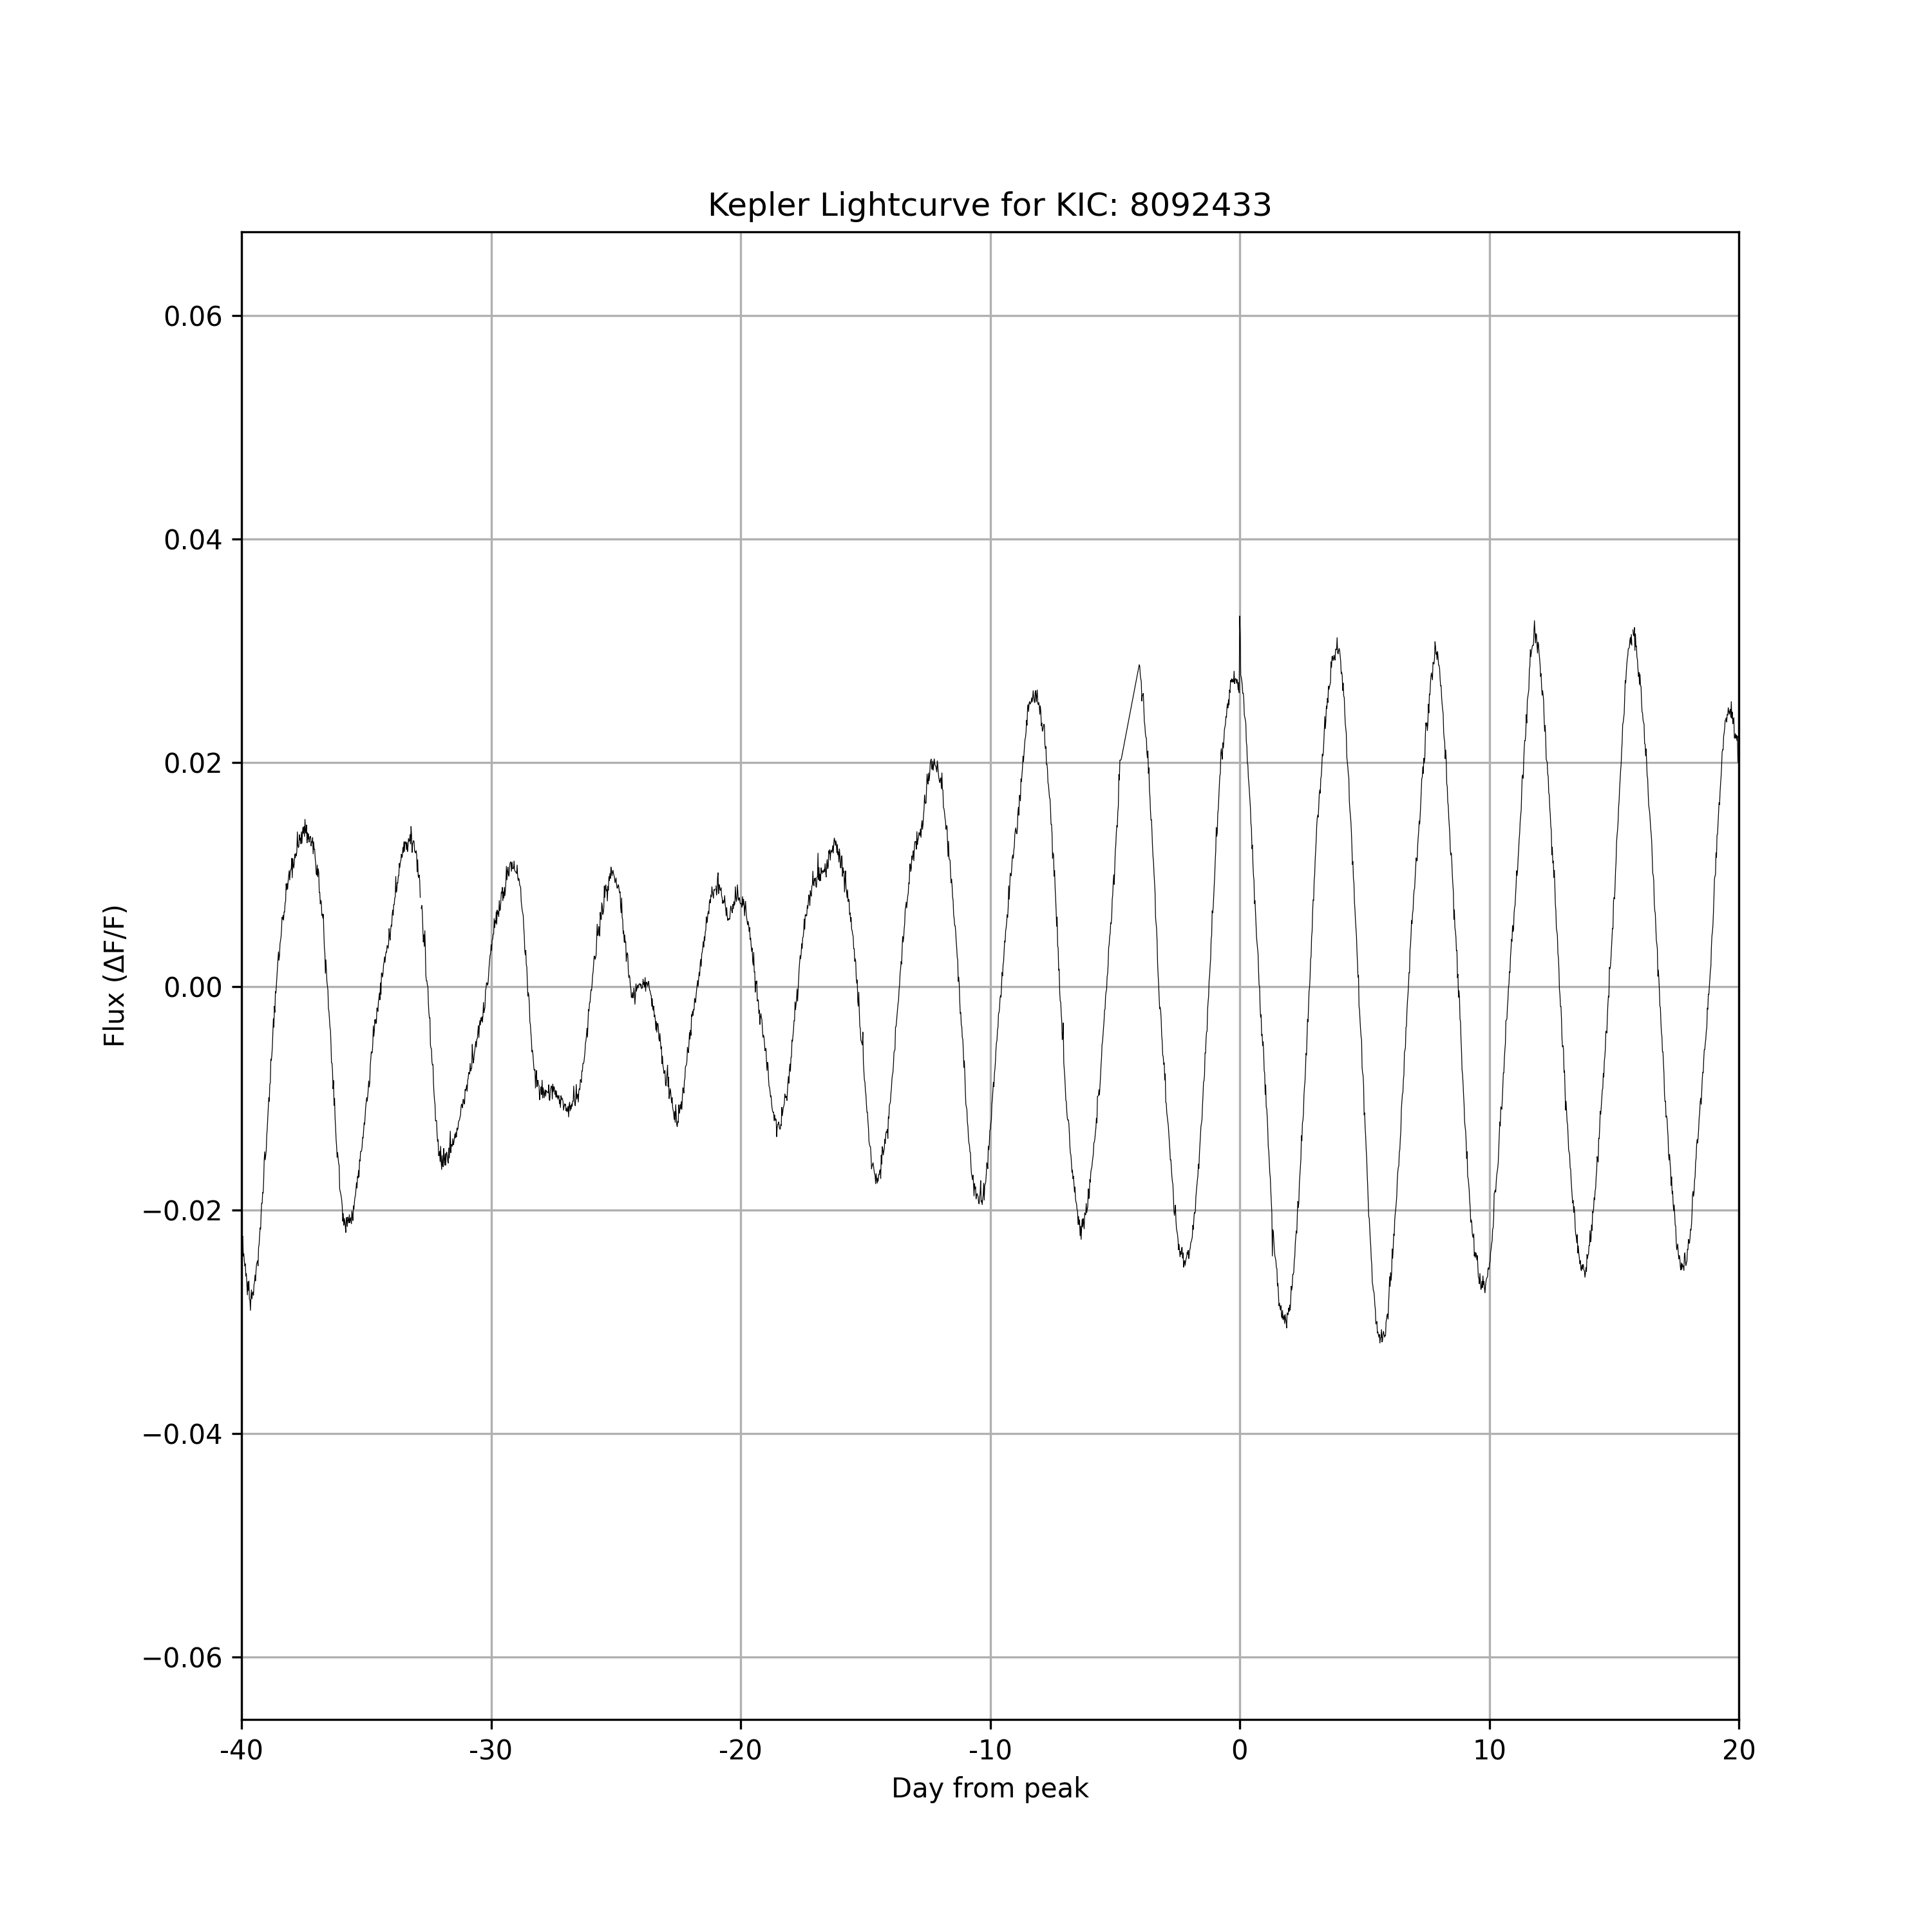 Kepler Lightcurve for KIC: 8092433
Flux (ΔF/F)
0.06
0.04
0.02
0.00
−0.02
−0.04
−0.06
-40 -30 -20 -10 0 10 20
Day from peak